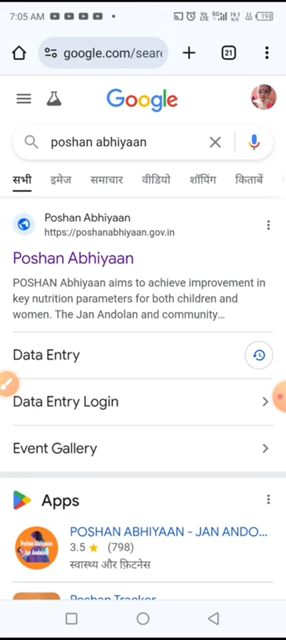 7:05 AM
google.com/sear
21
Google
poshan abhiyaan
सभी इमेज समाचार वीडियो शॉपिंग किताबें
Poshan Abhiyaan
https://poshanabhiyaan.gov.in
Poshan Abhiyaan
POSHAN Abhiyaan aims to achieve improvement in
key nutrition parameters for both children and
women. The Jan Andolan and community...
Data Entry
Data Entry Login
Event Gallery
Apps
POSHAN ABHIYAAN - JAN ANDO...
3.5 ★ (798)
स्वास्थ्य और फ़िटनेस
Poshan Tracker